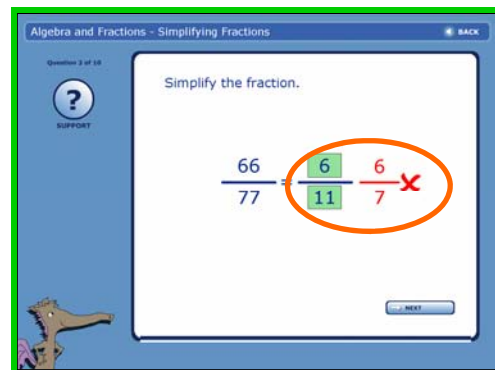 Algebra and Fractions - Simplifying Fractions
BACK
Question 2 of 10
?
SUPPORT
Simplify the fraction.
66 6 6
= x
77 11 7
NEXT